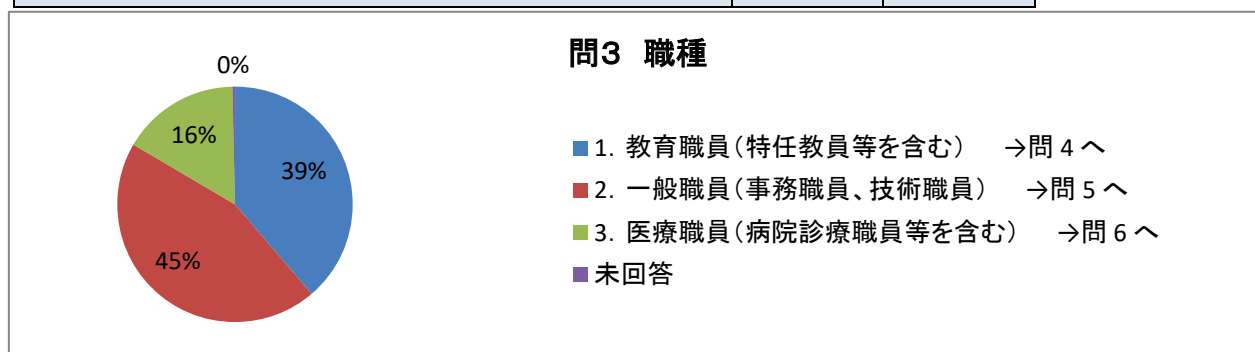 問3 職種
0%
16%
39%
45%
1. 教育職員(特任教員等を含む) →問 4 へ
2. 一般職員(事務職員、技術職員) →問 5 へ
3. 医療職員(病院診療職員等を含む) →問 6 へ
未回答